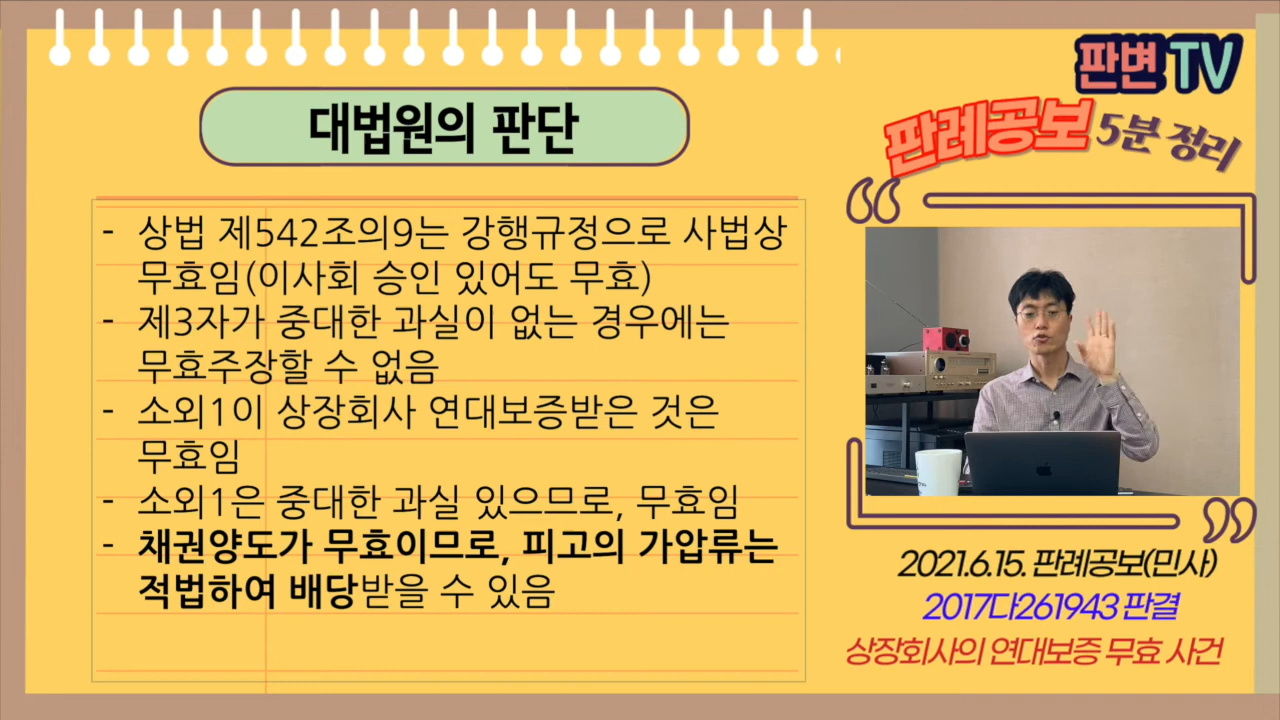 대법원의 판단
- 상법 제542조의9는 강행규정으로 사법상
무효임(이사회 승인 있어도 무효)
- 제3자가 중대한 과실이 없는 경우에는
무효주장할 수 없음
- 소외1이 상장회사 연대보증받은 것은
무효임
- 소외1은 중대한 과실 있으므로, 무효임
- 채권양도가 무효이므로, 피고의 가압류는
적법하여 배당받을 수 있음
판변 TV
판례공보 5분 정리
2021.6.15. 판례공보(민사)
2017다261943 판결
상장회사의 연대보증 무효 사건